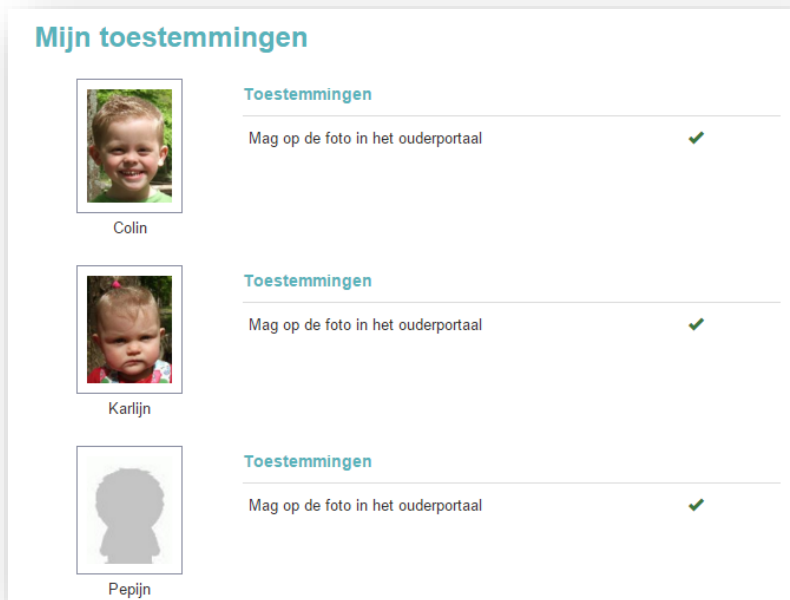 Mijn toestemmingen
Toestemmingen
Mag op de foto in het ouderportaal
Colin
Toestemmingen
Mag op de foto in het ouderportaal
Karlijn
Toestemmingen
Mag op de foto in het ouderportaal
Pepijn